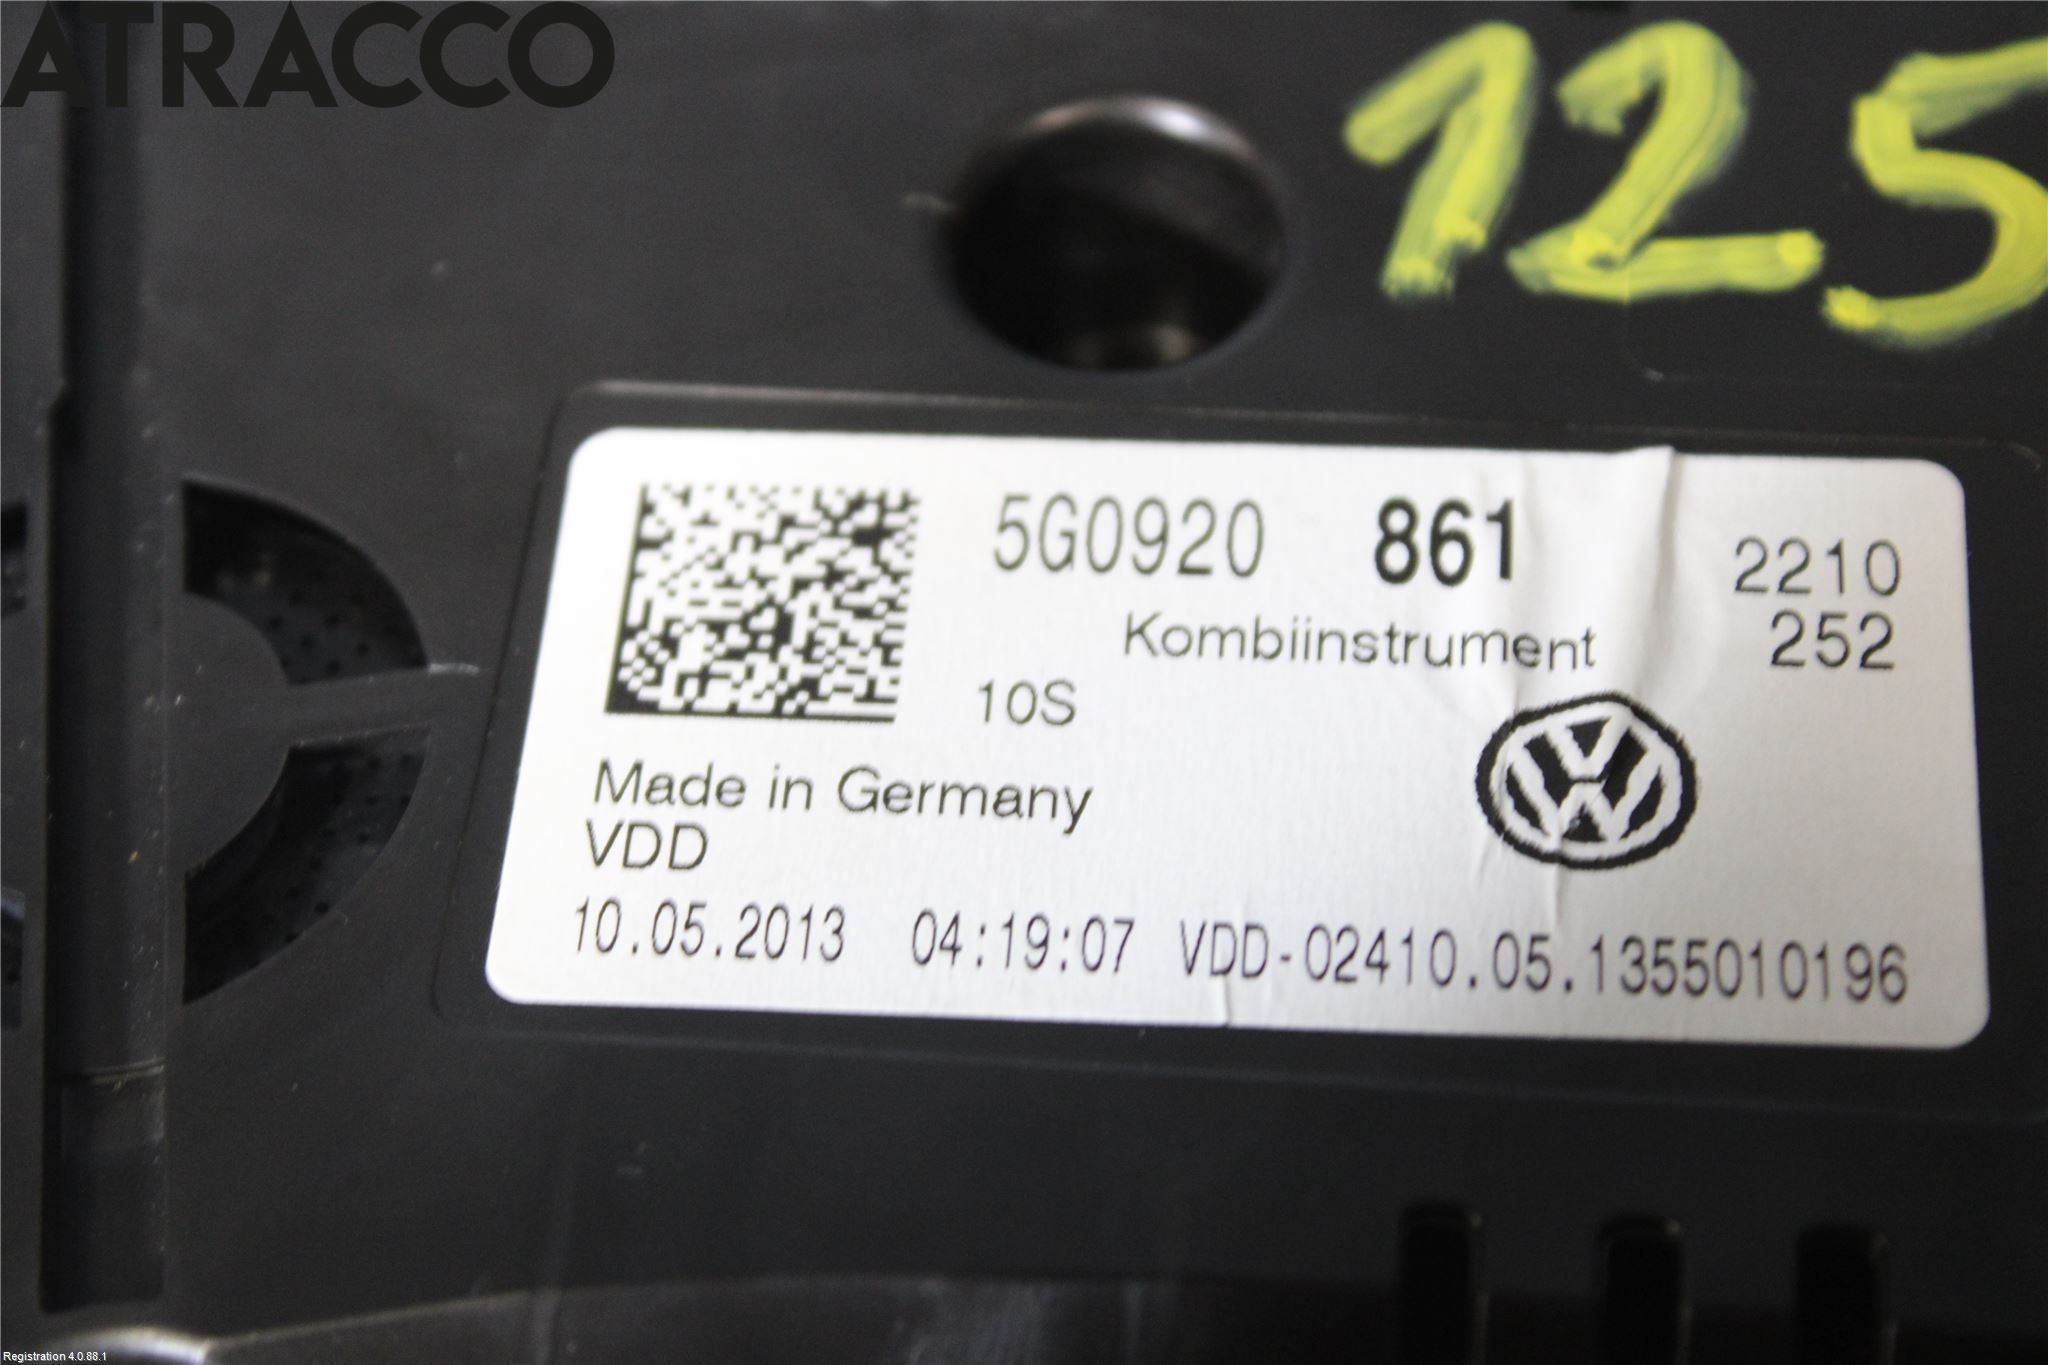 ATRACCO
125
5G0920 861 2210
Kombiinstrument 252
10S
Made in Germany
VDD
10.05.2013 04:19:07 VDD-02410.05.1355010196
Registration 4.0.88.1